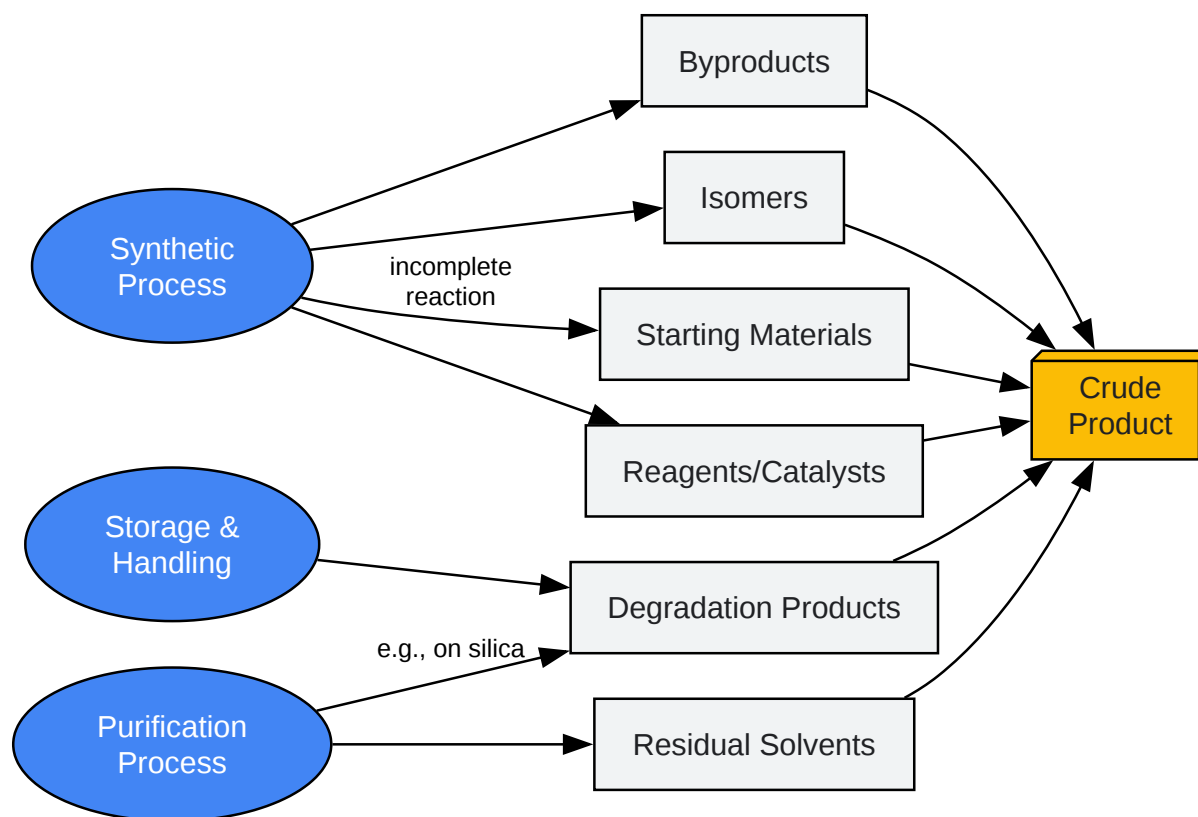 Byproducts
Isomers
Synthetic
Process
incomplete
reaction
Starting Materials
Crude
Product
Reagents/Catalysts
Storage &
Handling
Degradation Products
e.g., on silica
Purification
Process
Residual Solvents